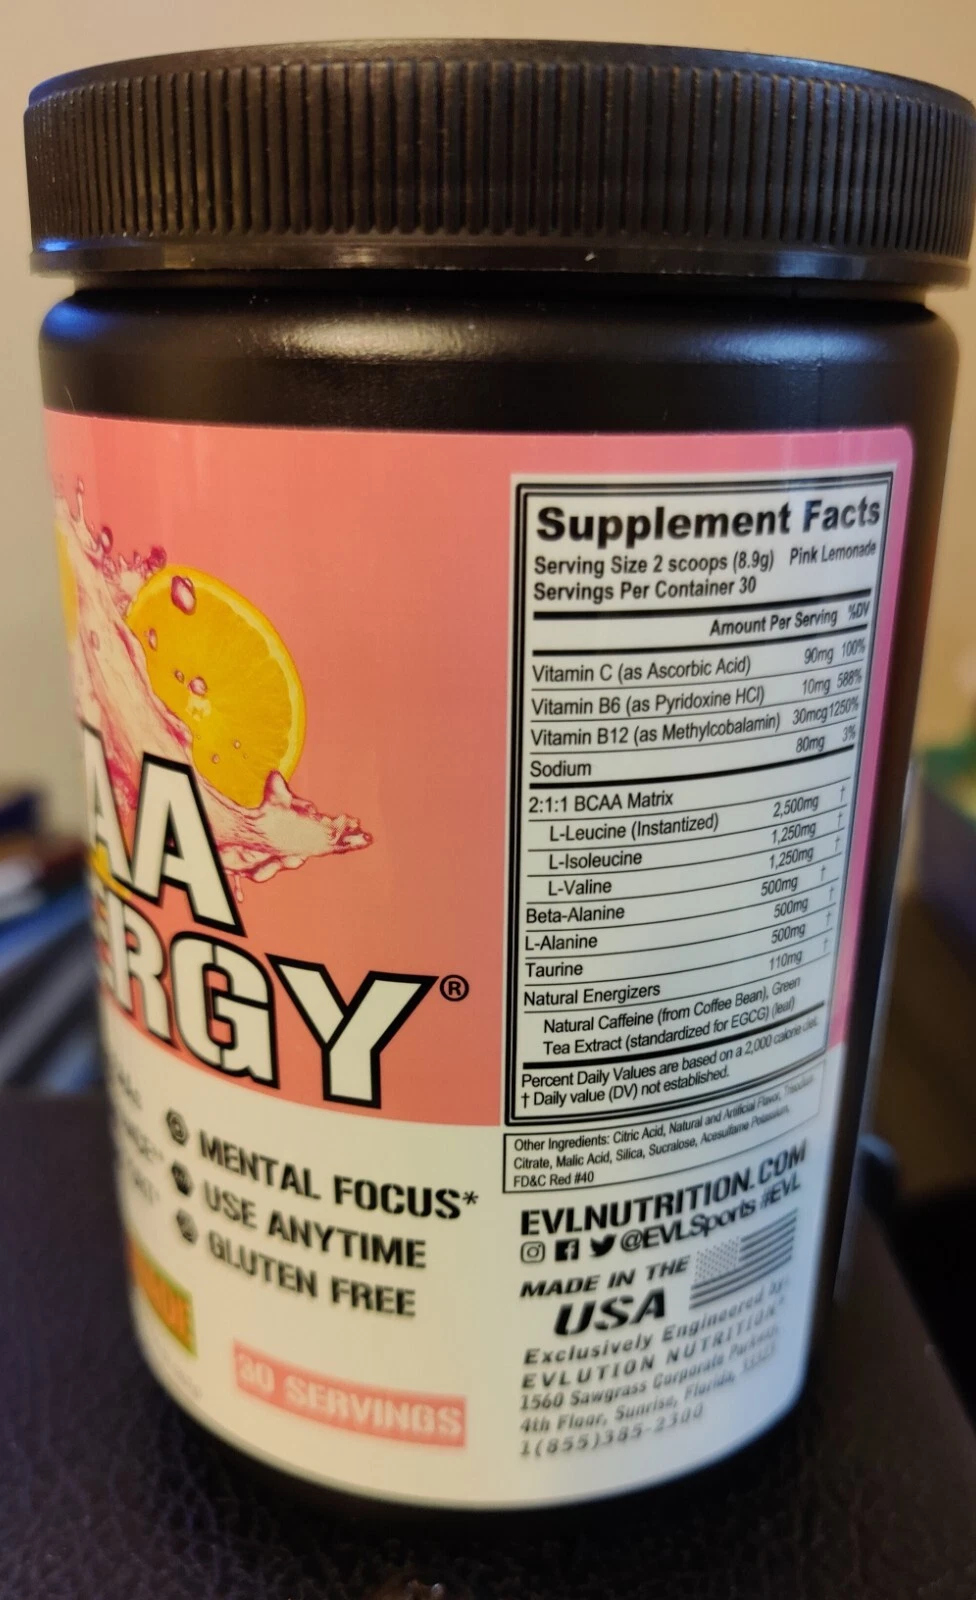 AA
ERGY®
MENTAL FOCUS*
USE ANYTIME
GLUTEN FREE
30 SERVINGS
Supplement Facts
Serving Size 2 scoops (8.9g) Pink Lemonade
Servings Per Container 30
Amount Per Serving %DV
Vitamin C (as Ascorbic Acid) 90mg 100%
Vitamin B6 (as Pyridoxine HCl) 10mg 588%
Vitamin B12 (as Methylcobalamin) 30mcg 1250%
Sodium 80mg 3%
2:1:1 BCAA Matrix †
L-Leucine (Instantized) 2,500mg
L-Isoleucine 1,250mg †
L-Valine 1,250mg †
Beta-Alanine 500mg †
L-Alanine 500mg †
Taurine 500mg †
Natural Energizers 110mg †
Natural Caffeine (from Coffee Bean), Green
Tea Extract (standardized for EGCG) (leaf)
Percent Daily Values are based on a 2,000 calorie diet.
† Daily value (DV) not established.
Other Ingredients: Citric Acid, Natural and Artificial Flavor, Trisodium
Citrate, Malic Acid, Silica, Sucralose, Acesulfame Potassium,
FD&C Red #40
EVLNUTRITION.COM
@EVLSports #EVL
MADE IN THE
USA
Exclusively Engineered by:
EVLUTION NUTRITION
1560 Sawgrass Corporate Parkway,
4th Floor, Sunrise, Florida,
1(855)385-2300